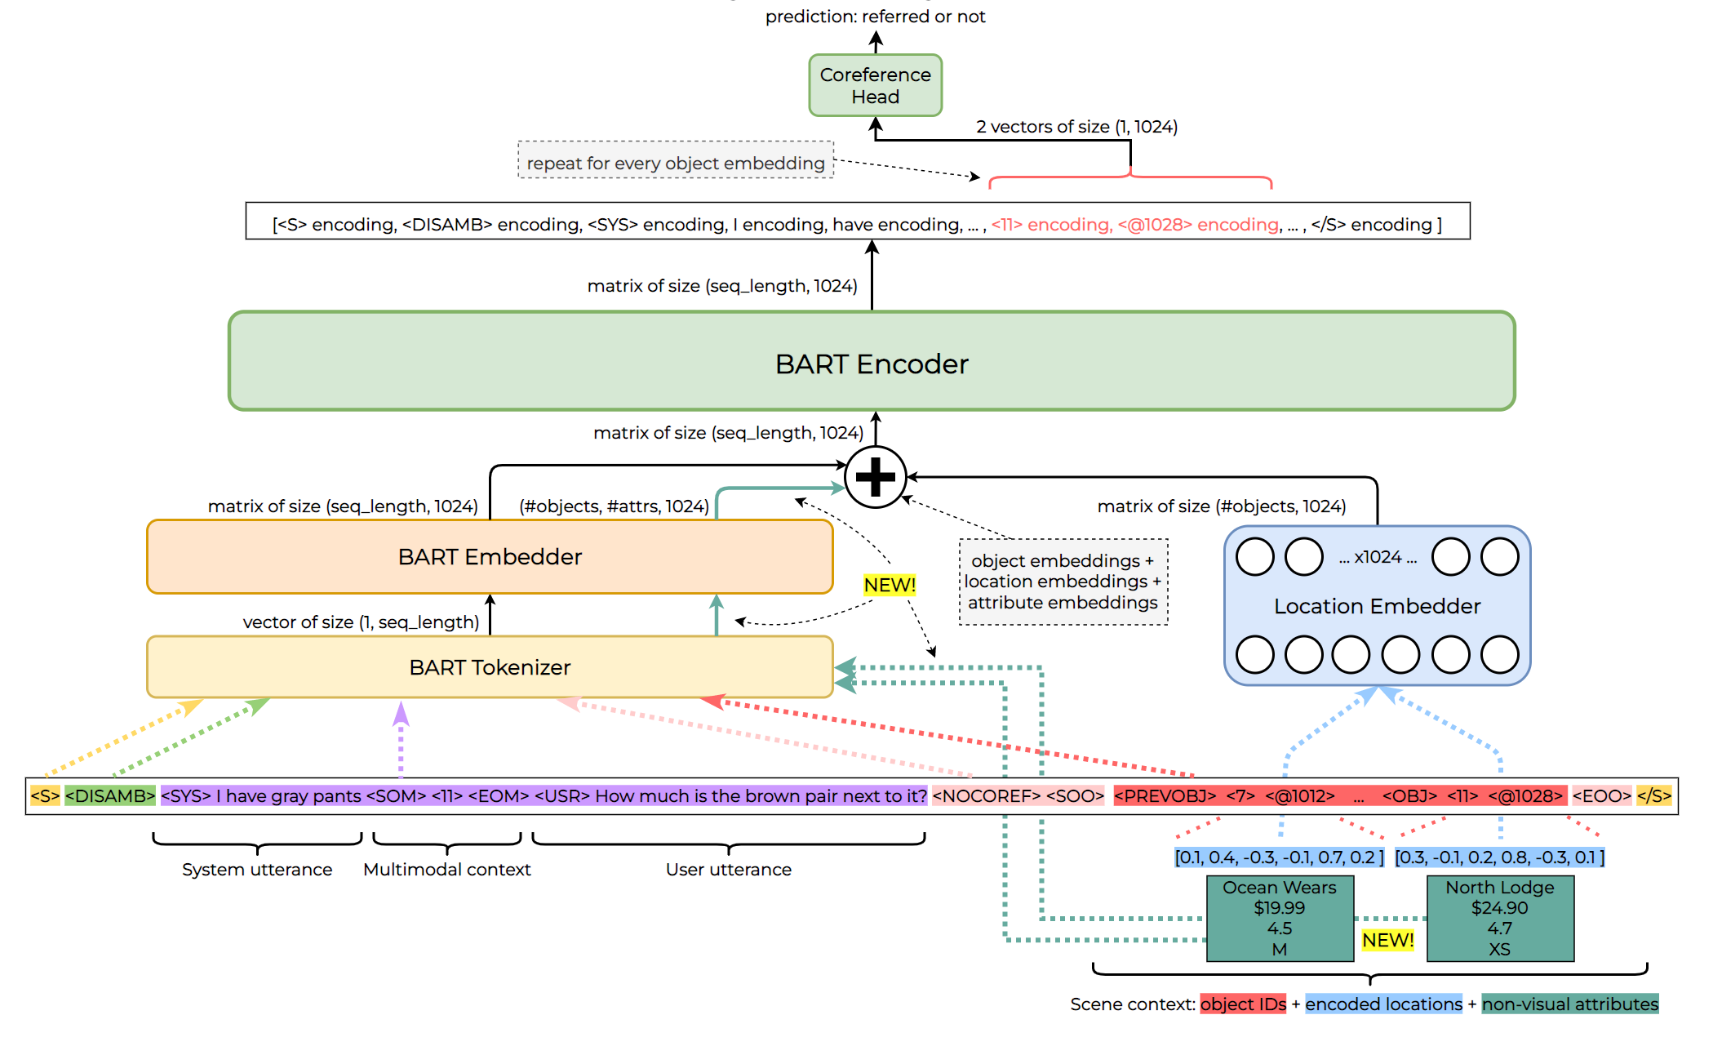 prediction: referred or not
Coreference
Head
2 vectors of size (1, 1024)
repeat for every object embedding
[<S> encoding, <DISAMB> encoding, <SYS> encoding, I encoding, have encoding, ... , <11> encoding, <@1028> encoding, ... , </S> encoding ]
matrix of size (seq_length, 1024)
BART Encoder
matrix of size (seq_length, 1024)
matrix of size (seq_length, 1024)
(#objects, #attrs, 1024)
matrix of size (#objects, 1024)
BART Embedder
NEW!
object embeddings +
location embeddings +
attribute embeddings
... x1024 ...
Location Embedder
vector of size (1, seq_length)
BART Tokenizer
<S> <DISAMB> <SYS> I have gray pants <SOM> <11> <EOM> <USR> How much is the brown pair next to it? <NOCOREF> <SOO> <PREVOBJ> <7> <@1012> ... <OBJ> <11> <@1028> <EOO> </S>
System utterance
Multimodal context
User utterance
[0.1, 0.4, -0.3, -0.1, 0.7, 0.2 ]
[0.3, -0.1, 0.2, 0.8, -0.3, 0.1 ]
Ocean Wears
$19.99
4.5
M
NEW!
North Lodge
$24.90
4.7
XS
Scene context: object IDs + encoded locations + non-visual attributes